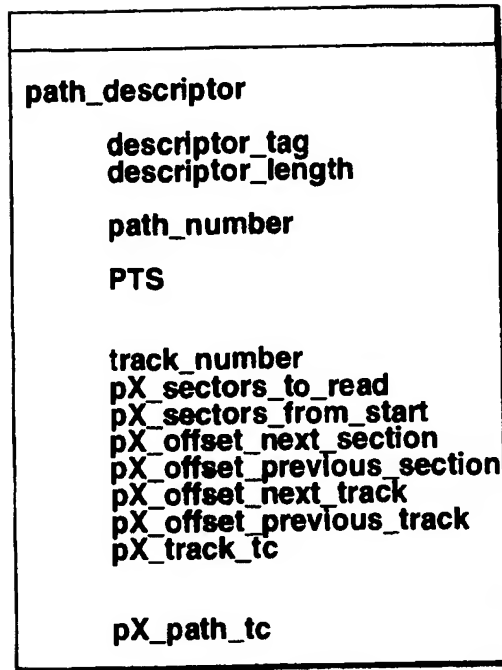 path_descriptor
descriptor_tag
descriptor_length
path_number
PTS
track_number
pX_sectors_to_read
pX_sectors_from_start
pX_offset_next_section
pX_offset_previous_section
pX_offset_next_track
pX_offset_previous_track
pX_track_tc
pX_path_tc